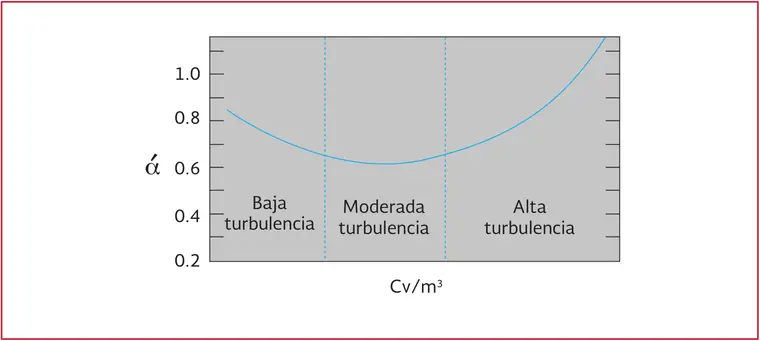 1.0
0.8
ά 0.6
0.4
0.2
Baja
turbulencia
Moderada
turbulencia
Alta
turbulencia
Cv/m³